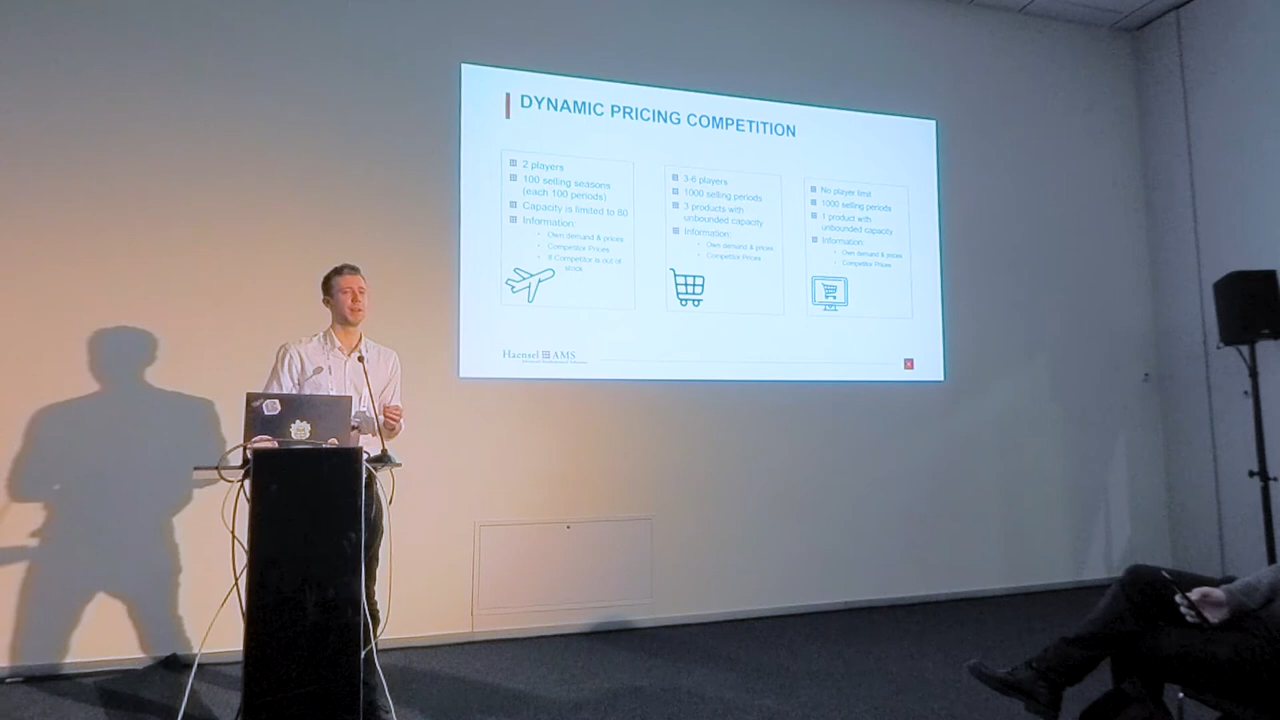 DYNAMIC PRICING COMPETITION
2 players
100 selling seasons
(each 100 periods)
Capacity is limited to 80
Information:
Own demand & prices
Competitor Prices
If Competitor is out of
stock
3-6 players
1000 selling periods
3 products with
unbounded capacity
Information:
Own demand & prices
Competitor Prices
No player limit
1000 selling periods
1 product with
unbounded capacity
Information:
Own demand & prices
Competitor Prices
Haensel AMS